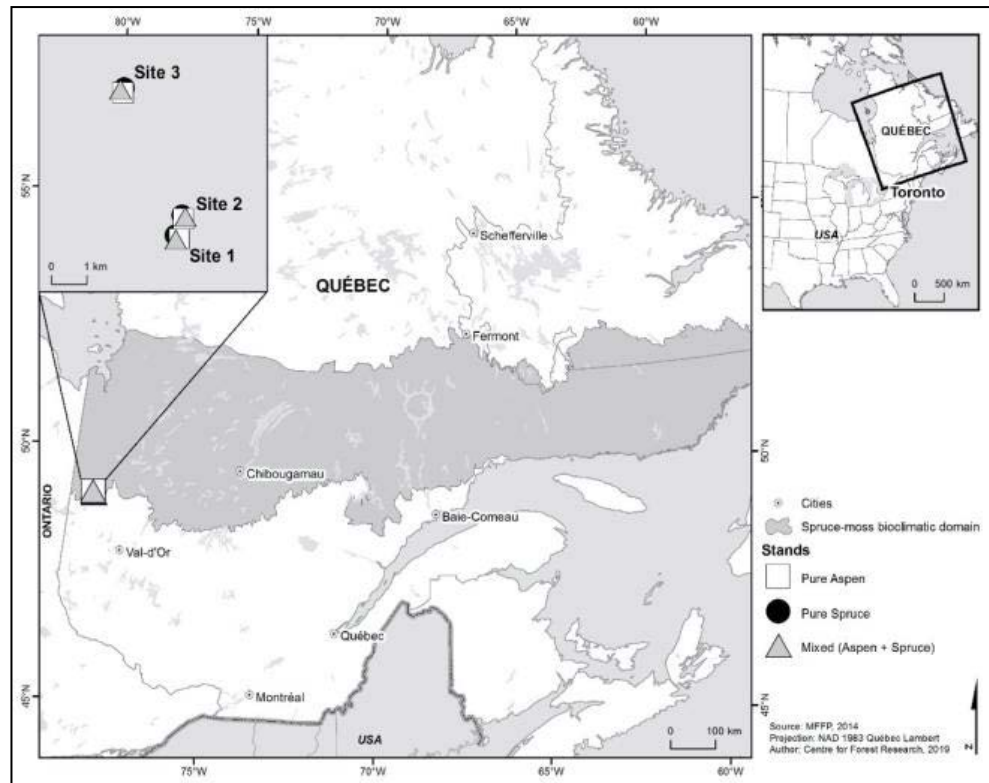 80°W
75°W
70°W
65°W
60°W
Site 3
Site 2
Site 1
0 1 km
55°N
QUÉBEC
Schefferville
Fermont
50°N
50°N
ONTARIO
Chibougamau
Baie-Comeau
Val-d'Or
Québec
Montréal
45°N
45°N
USA
0 100 km
75°W
70°W
65°W
60°W
QUÉBEC
Toronto
USA
0 500 km
Cities
Spruce-moss bioclimatic domain
Stands
Pure Aspen
Pure Spruce
Mixed (Aspen + Spruce)
Source: MFFP, 2014
Projection: NAD 1983 Québec Lambert
Author: Centre for Forest Research, 2019
N